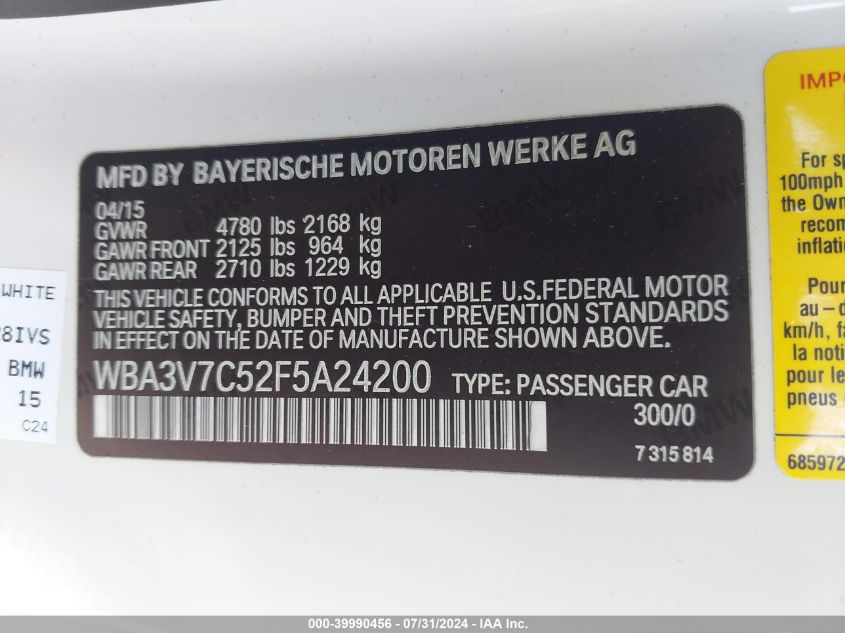 MFD BY BAYERISCHE MOTOREN WERKE AG
04/15
GVWR 4780 lbs 2168 kg
GAWR FRONT 2125 lbs 964 kg
GAWR REAR 2710 lbs 1229 kg
THIS VEHICLE CONFORMS TO ALL APPLICABLE U.S.FEDERAL MOTOR
VEHICLE SAFETY, BUMPER AND THEFT PREVENTION STANDARDS
IN EFFECT ON THE DATE OF MANUFACTURE SHOWN ABOVE.
WBA3V7C52F5A24200 TYPE: PASSENGER CAR
300/0
7 315 814
WHITE
8IVS
BMW
15
C24
For
100mph
the Own
recom
inflati
Pour
au – d
km/h, fa
la noti
pour le
pneus
685972
000-39990456 - 07/31/2024 - IAA Inc.